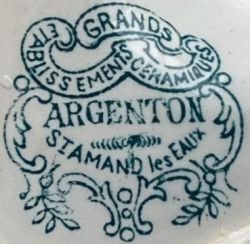 GRANDS
ETABLISSEMENTS CERAMIQUES
ARGENTON
ST AMAND les EAUX